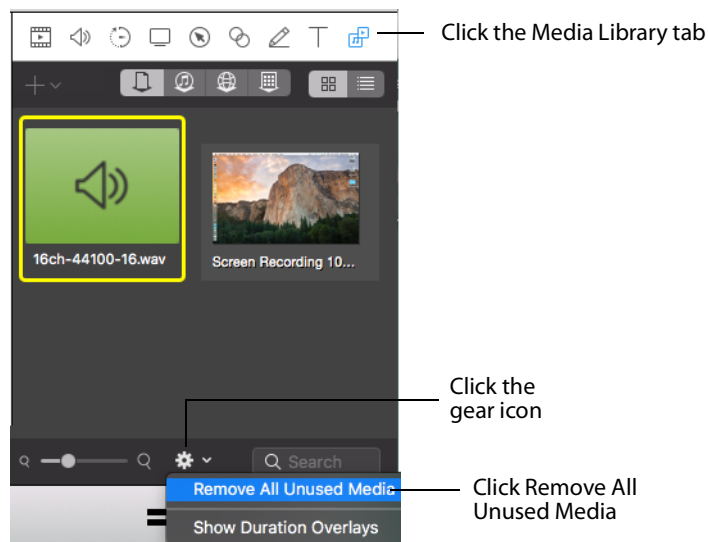 Click the Media Library tab
16ch-44100-16.wav
Screen Recording 10...
Click the
gear icon
Search
Remove All Unused Media
Click Remove All
Unused Media
Show Duration Overlays